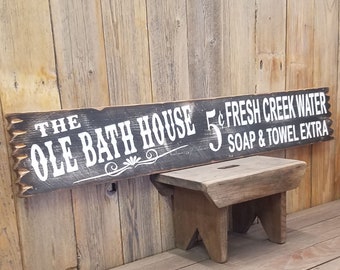 THE
OLE BATH HOUSE
5¢
FRESH CREEK WATER
SOAP & TOWEL EXTRA